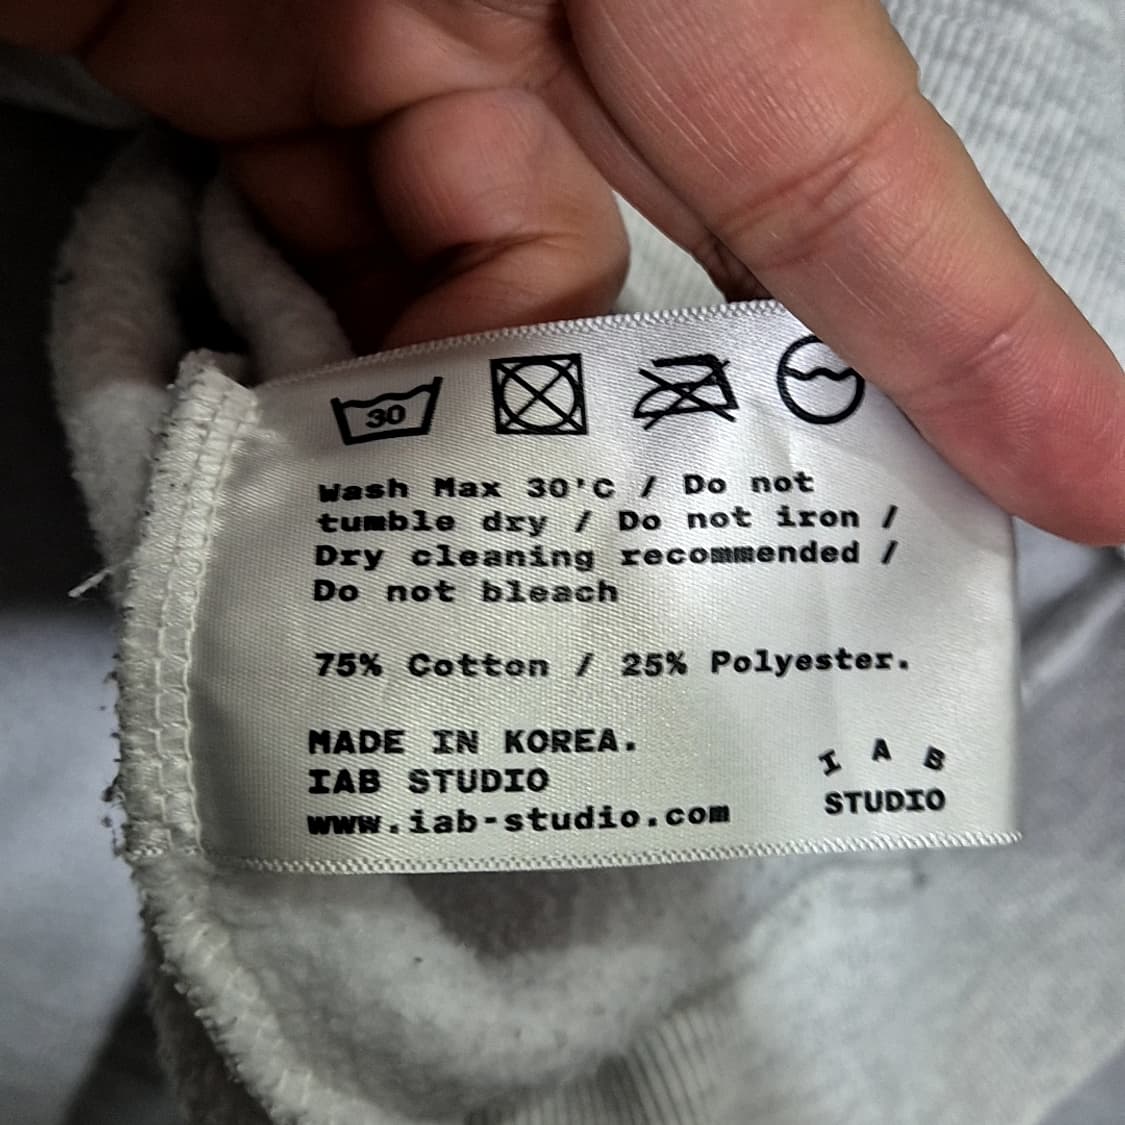 30
Wash Max 30'C / Do not
tumble dry / Do not iron /
Dry cleaning recommended /
Do not bleach
75% Cotton / 25% Polyester.
MADE IN KOREA.
IAB STUDIO
www.iab-studio.com
I A B
STUDIO